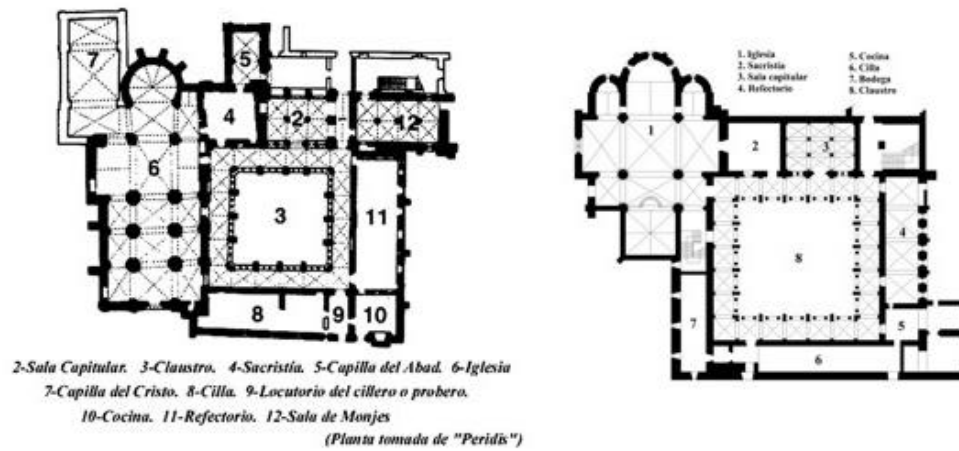 7
5
4
2
12
6
3
11
8
9
10
2-Sala Capitular. 3-Claustro. 4-Sacristía. 5-Capilla del Abad. 6-Iglesia
7-Capilla del Cristo. 8-Cilla. 9-Locutorio del cillero o probero.
10-Cocina. 11-Refectorio. 12-Sala de Monjes
(Planta tomada de "Peridis")
1. Iglesia
2. Sacristía
3. Sala capitular
4. Refectorio
5. Cocina
6. Cilla
7. Bodega
8. Claustro
1
2
3
4
8
7
5
6